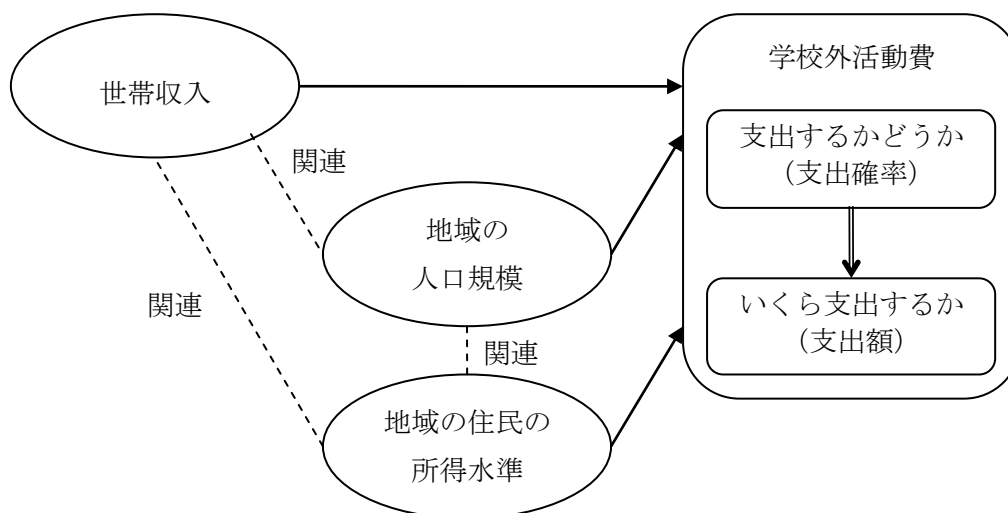 世帯収入
学校外活動費
支出するかどうか
（支出確率）
関連
地域の
人口規模
関連
いくら支出するか
（支出額）
関連
地域の住民の
所得水準